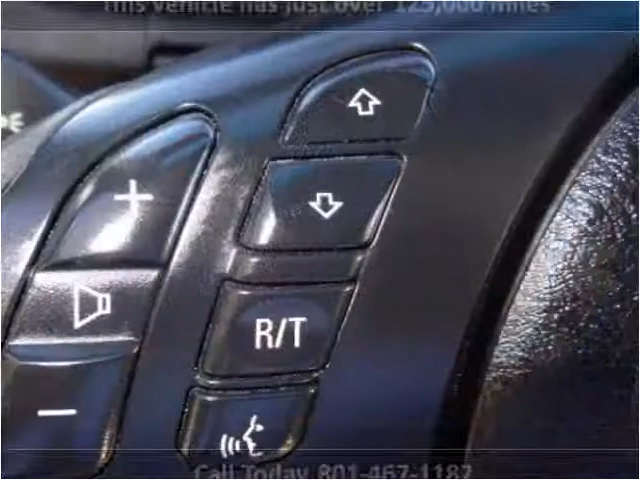 This vehicle has just over 125,000 miles
+
R/T
−
Call Today 801-467-1182